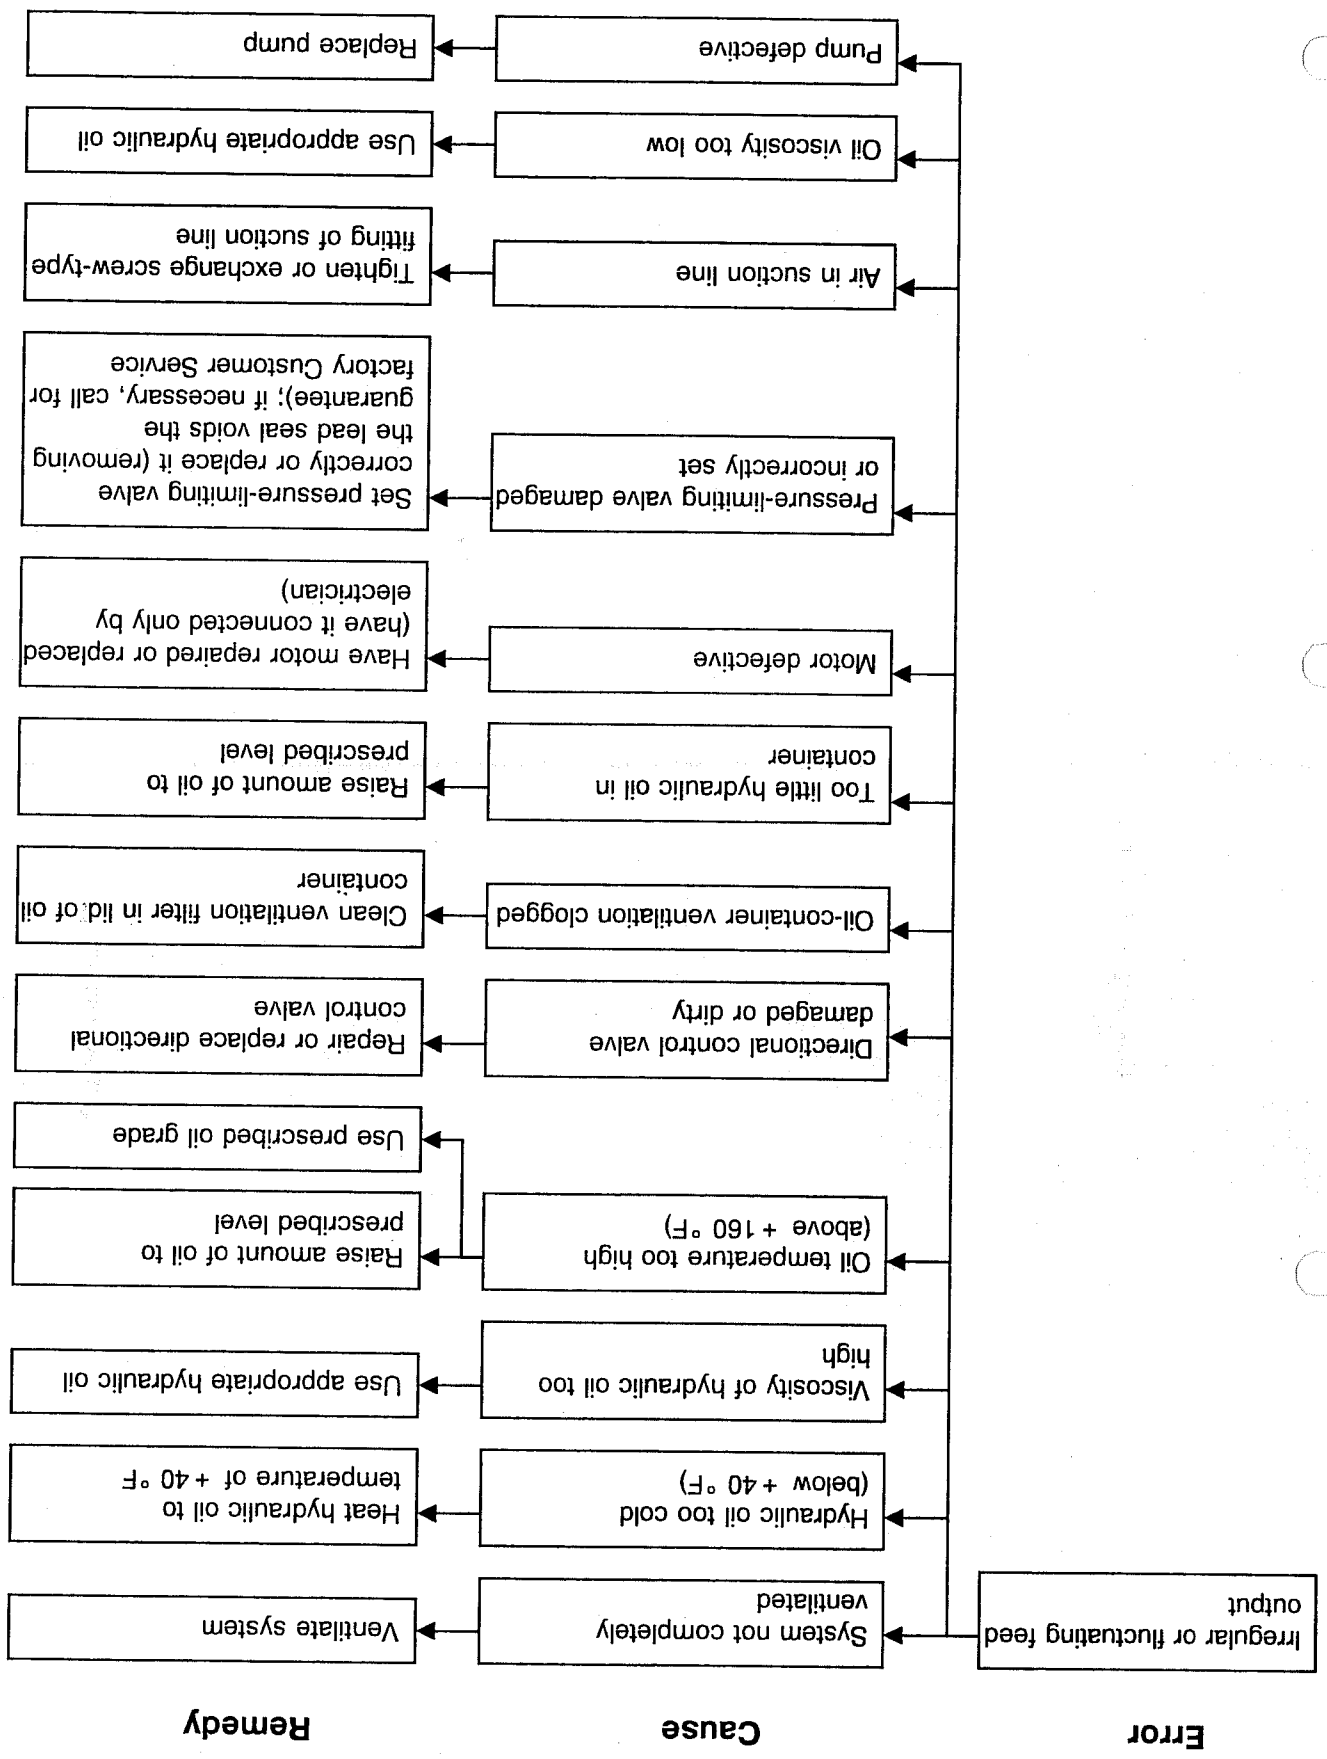 Error
Cause
Remedy
Irregular or fluctuating feed
output
System not completely
ventilated
Ventilate system
Hydraulic oil too cold
(below + 40 °F)
Heat hydraulic oil to
temperature of + 40 °F
Viscosity of hydraulic oil too
high
Use appropriate hydraulic oil
Oil temperature too high
(above + 160 °F)
Raise amount of oil to
prescribed level
Use prescribed oil grade
Directional control valve
damaged or dirty
Repair or replace directional
control valve
Oil-container ventilation clogged
Clean ventilation filter in lid of oil
container
Too little hydraulic oil in
container
Raise amount of oil to
prescribed level
Motor defective
Have motor repaired or replaced
(have it connected only by
electrician)
Pressure-limiting valve damaged
or incorrectly set
Set pressure-limiting valve
correctly or replace it (removing
the lead seal voids the
guarantee); if necessary, call for
factory Customer Service
Air in suction line
Tighten or exchange screw-type
fitting of suction line
Oil viscosity too low
Use appropriate hydraulic oil
Pump defective
Replace pump